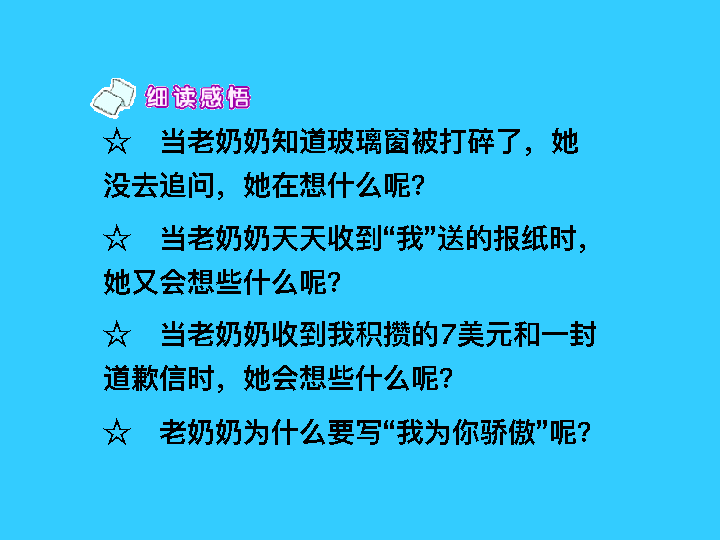 细读感悟
☆ 当老奶奶知道玻璃窗被打碎了，她
没去追问，她在想什么呢？
☆ 当老奶奶天天收到“我”送的报纸时，
她又会想些什么呢？
☆ 当老奶奶收到我积攒的7美元和一封
道歉信时，她会想些什么呢？
☆ 老奶奶为什么要写“我为你骄傲”呢？